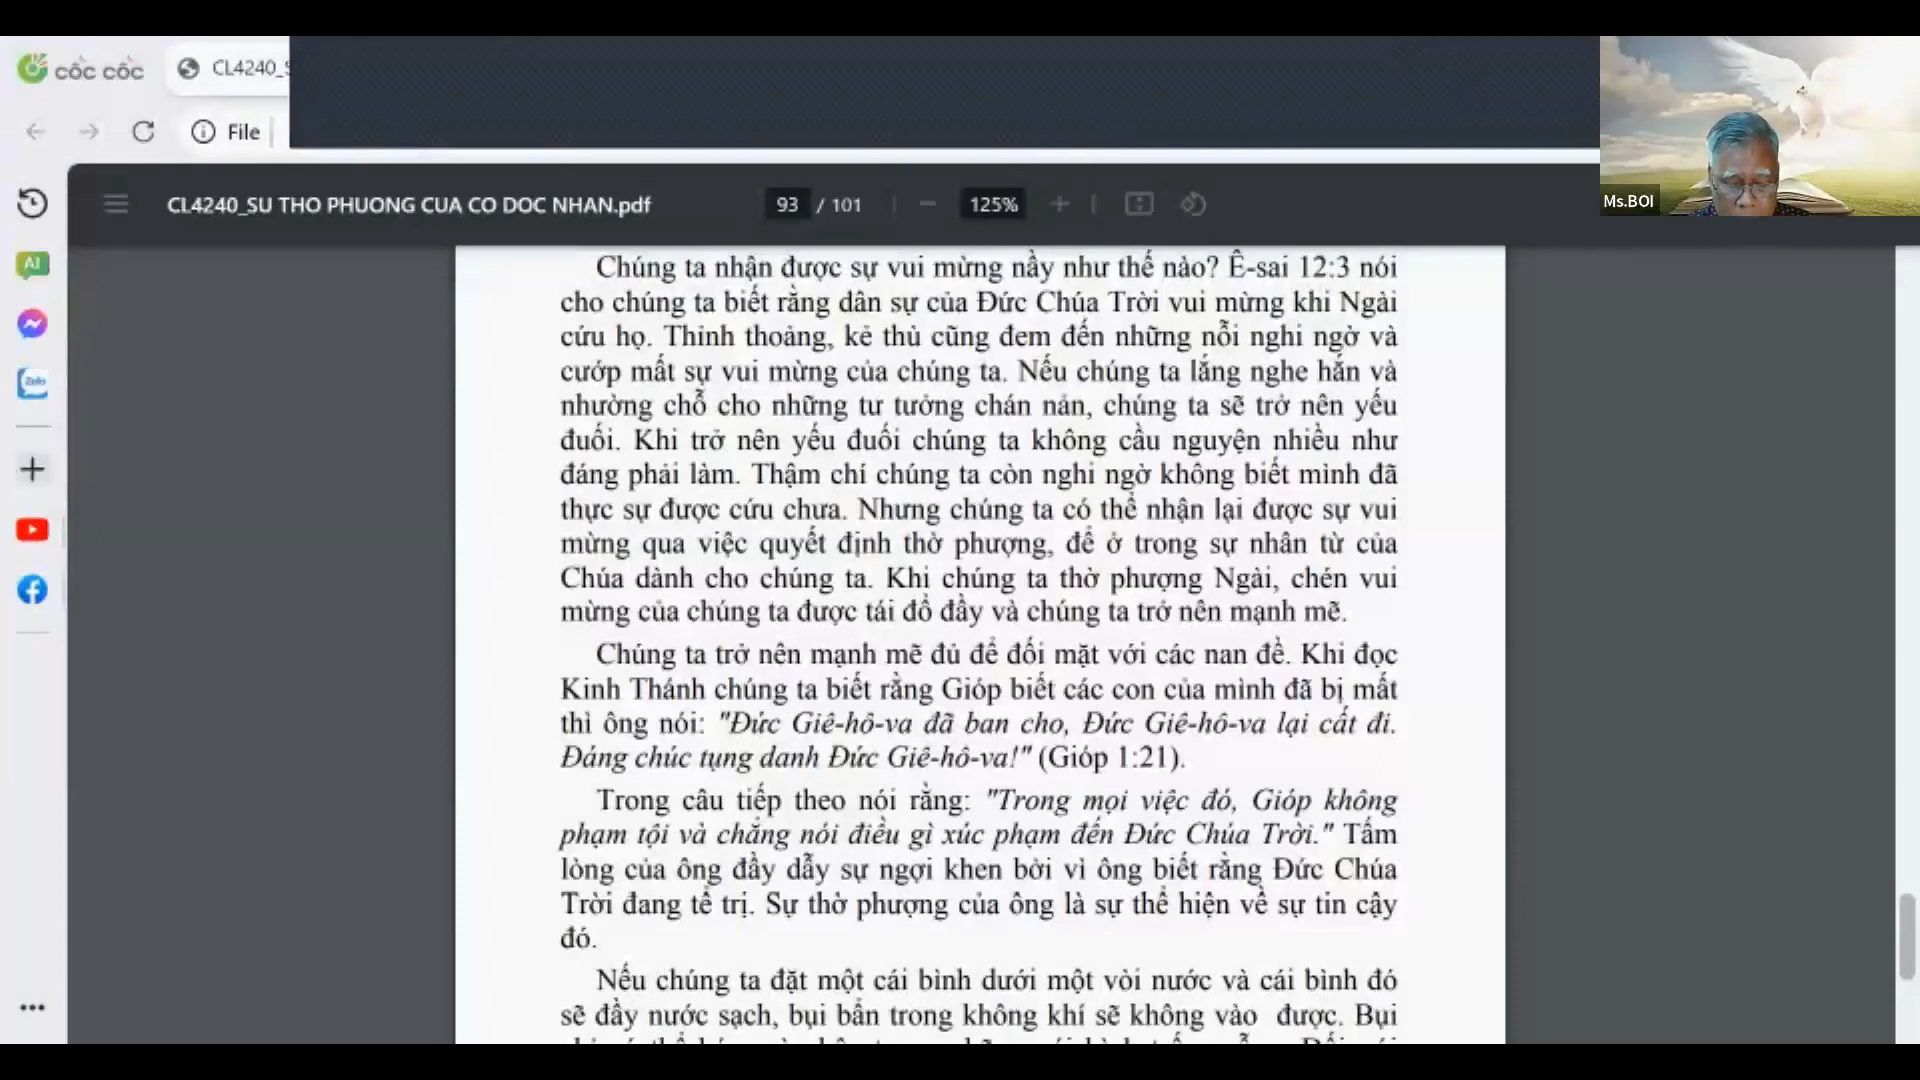 cốc cốc
CL4240_S
File
Ms.BOI
CL4240_SU THO PHUONG CUA CO DOC NHAN.pdf
93 / 101
125%
AI
Zalo
Chúng ta nhận được sự vui mừng nầy như thế nào? Ê-sai 12:3 nói
cho chúng ta biết rằng dân sự của Đức Chúa Trời vui mừng khi Ngài
cứu họ. Thỉnh thoảng, kẻ thù cũng đem đến những nỗi nghi ngờ và
cướp mất sự vui mừng của chúng ta. Nếu chúng ta lắng nghe hắn và
nhường chỗ cho những tư tưởng chán nản, chúng ta sẽ trở nên yếu
đuối. Khi trở nên yếu đuối chúng ta không cầu nguyện nhiều như
đáng phải làm. Thậm chí chúng ta còn nghi ngờ không biết mình đã
thực sự được cứu chưa. Nhưng chúng ta có thể nhận lại được sự vui
mừng qua việc quyết định thờ phượng, để ở trong sự nhân từ của
Chúa dành cho chúng ta. Khi chúng ta thờ phượng Ngài, chén vui
mừng của chúng ta được tái đổ đầy và chúng ta trở nên mạnh mẽ.
Chúng ta trở nên mạnh mẽ đủ để đối mặt với các nan đề. Khi đọc
Kinh Thánh chúng ta biết rằng Gióp biết các con của mình đã bị mất
thì ông nói: "Đức Giê-hô-va đã ban cho, Đức Giê-hô-va lại cất đi.
Đáng chúc tụng danh Đức Giê-hô-va!" (Gióp 1:21).
Trong câu tiếp theo nói rằng: "Trong mọi việc đó, Gióp không
phạm tội và chẳng nói điều gì xúc phạm đến Đức Chúa Trời." Tấm
lòng của ông đầy dẫy sự ngợi khen bởi vì ông biết rằng Đức Chúa
Trời đang tể trị. Sự thờ phượng của ông là sự thể hiện về sự tin cậy
đó.
Nếu chúng ta đặt một cái bình dưới một vòi nước và cái bình đó
sẽ đầy nước sạch, bụi bẩn trong không khí sẽ không vào được. Bụi